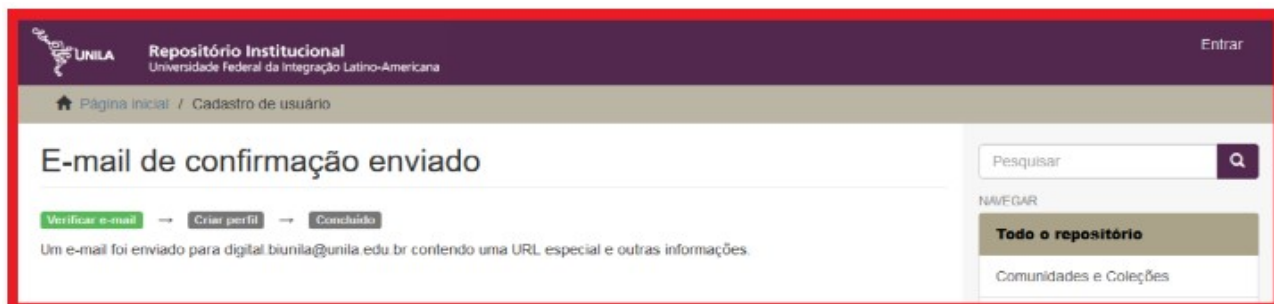 UNILA
Repositório Institucional
Universidade Federal da Integração Latino-Americana
Entrar
Página inicial / Cadastro de usuário
E-mail de confirmação enviado
Pesquisar
NAVEGAR
Verificar e-mail → Criar perfil → Concluído
Todo o repositório
Um e-mail foi enviado para digital.biunila@unila.edu.br contendo uma URL especial e outras informações.
Comunidades e Coleções